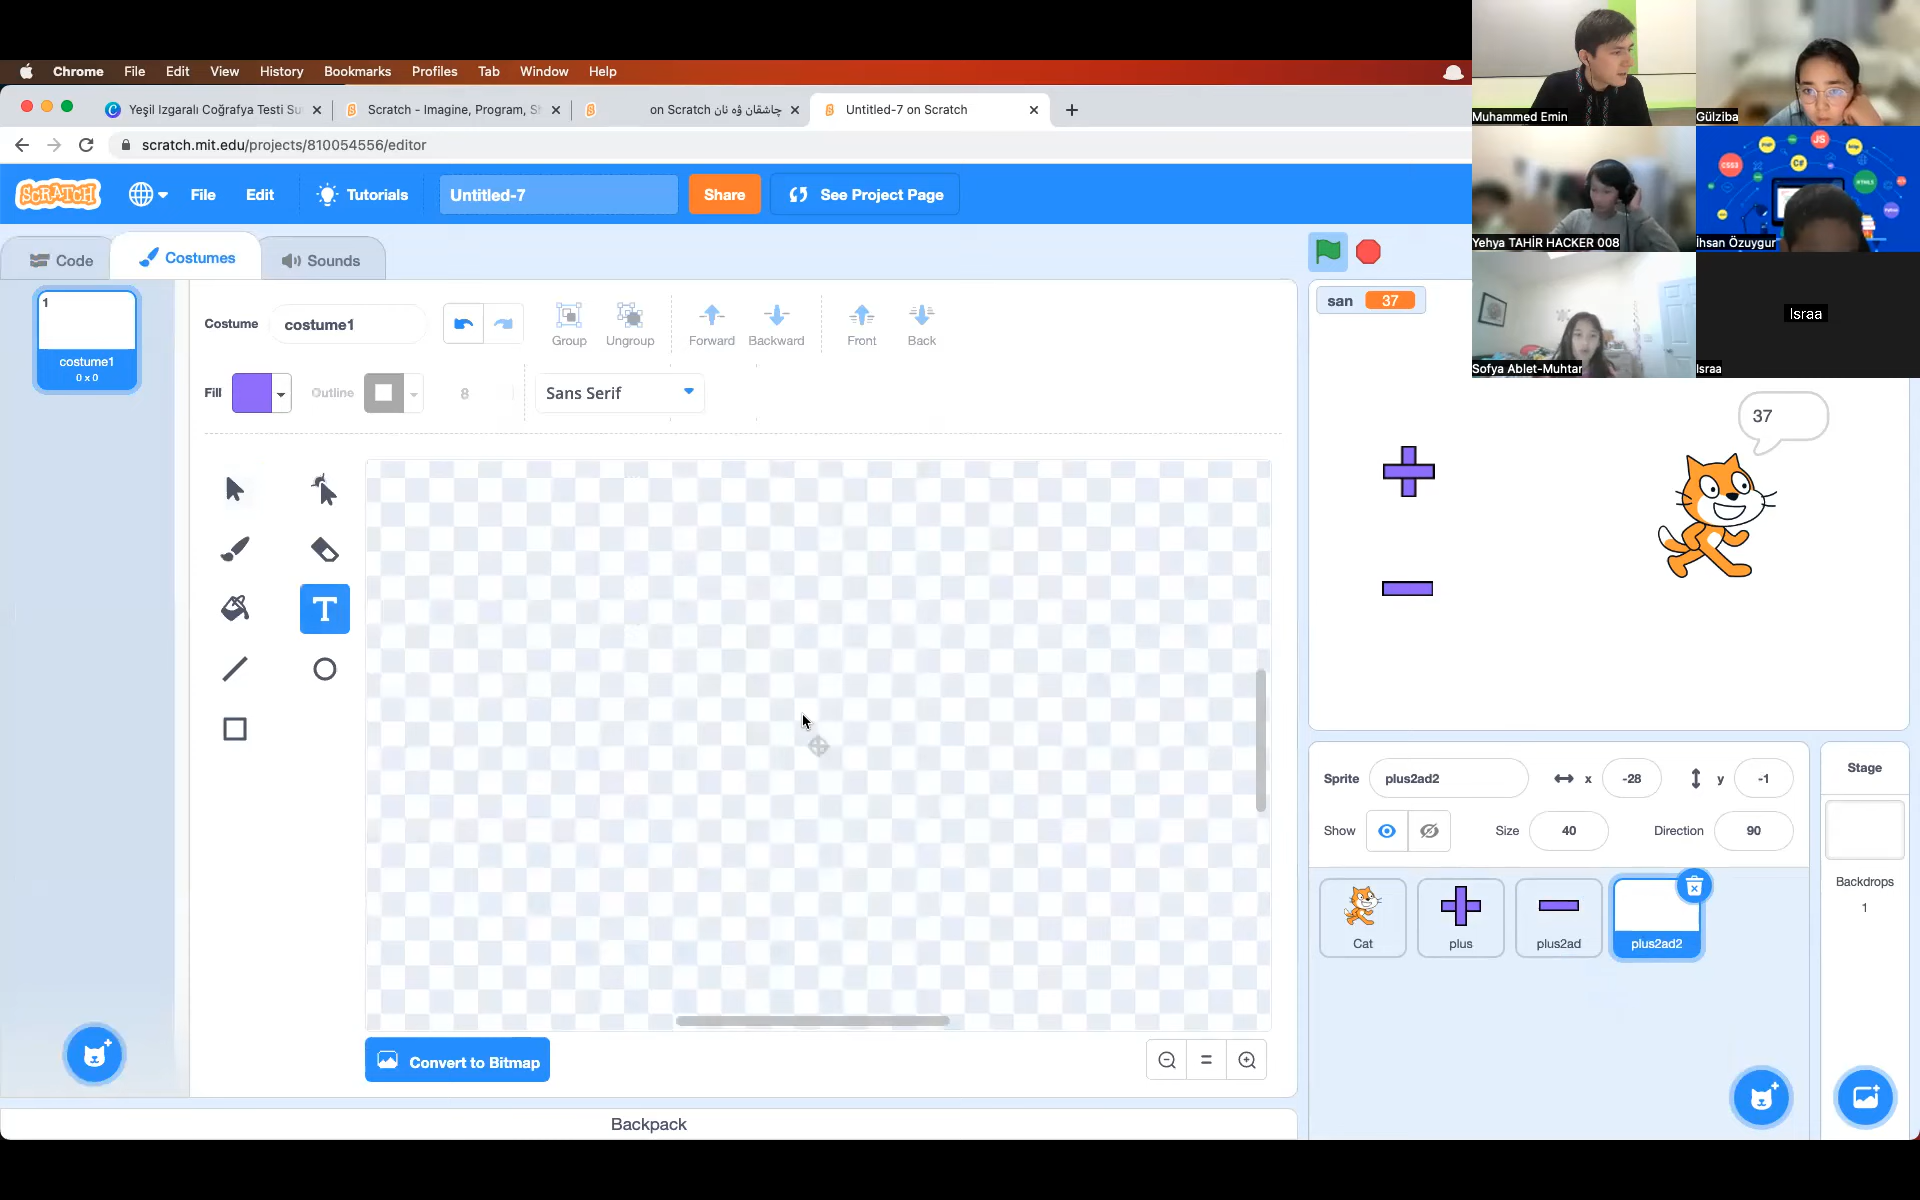 Chrome File Edit View History Bookmarks Profiles Tab Window Help
Yeşil Izgaralı Coğrafya Testi Su
Scratch - Imagine, Program, S
چاشقان ۋە نان on Scratch
Untitled-7 on Scratch
scratch.mit.edu/projects/810054556/editor
SCRATCH
File Edit Tutorials
Untitled-7
Share
See Project Page
Code
Costumes
Sounds
1
costume1
0 x 0
Costume
costume1
Group
Ungroup
Forward
Backward
Front
Back
Fill
Outline
8
Sans Serif
T
Convert to Bitmap
Backpack
san 37
37
Sprite
plus2ad2
x
-28
y
-1
Show
Size
40
Direction
90
Cat
plus
plus2ad
plus2ad2
Stage
Backdrops
1
Muhammed Emin
Gülziba
Yehya TAHİR HACKER 008
JS
C#
İhsan Özuygur
Sofya Ablet-Muhtar
Israa
Israa